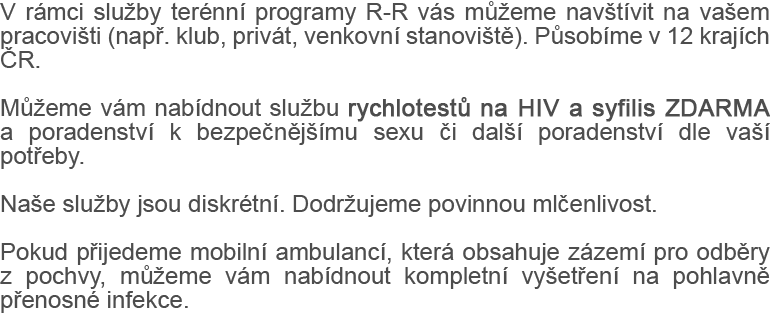 V rámci služby terénní programy R-R vás můžeme navštívit na vašem
pracovišti (např. klub, privát, venkovní stanoviště). Působíme v 12 krajích
ČR.
Můžeme vám nabídnout službu rychlotestů na HIV a syfilis ZDARMA
a poradenství k bezpečnějšímu sexu či další poradenství dle vaší
potřeby.
Naše služby jsou diskrétní. Dodržujeme povinnou mlčenlivost.
Pokud přijedeme mobilní ambulancí, která obsahuje zázemí pro odběry
z pochvy, můžeme vám nabídnout kompletní vyšetření na pohlavně
přenosné infekce.